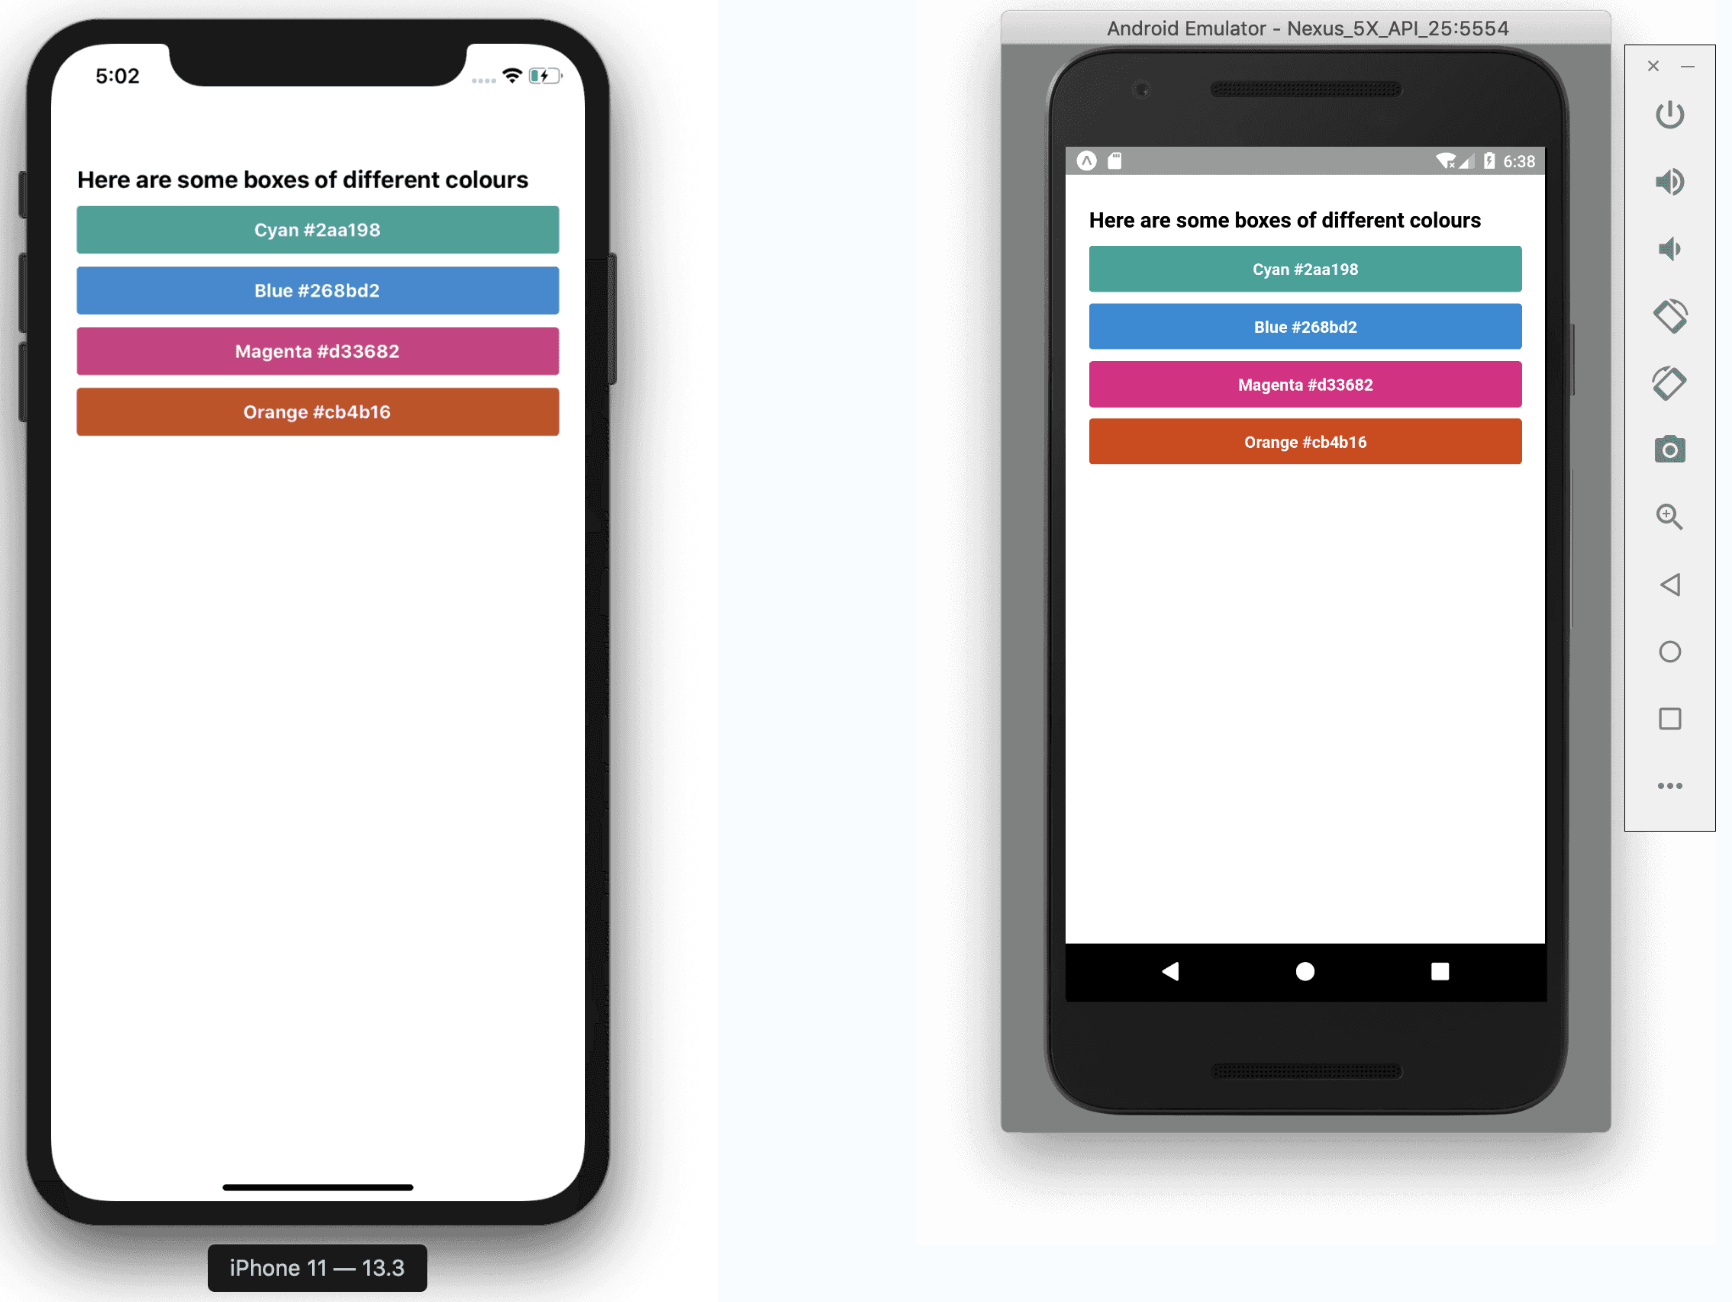 5:02
Here are some boxes of different colours
Cyan #2aa198
Blue #268bd2
Magenta #d33682
Orange #cb4b16
iPhone 11 — 13.3
Android Emulator - Nexus_5X_API_25:5554
6:38
Here are some boxes of different colours
Cyan #2aa198
Blue #268bd2
Magenta #d33682
Orange #cb4b16